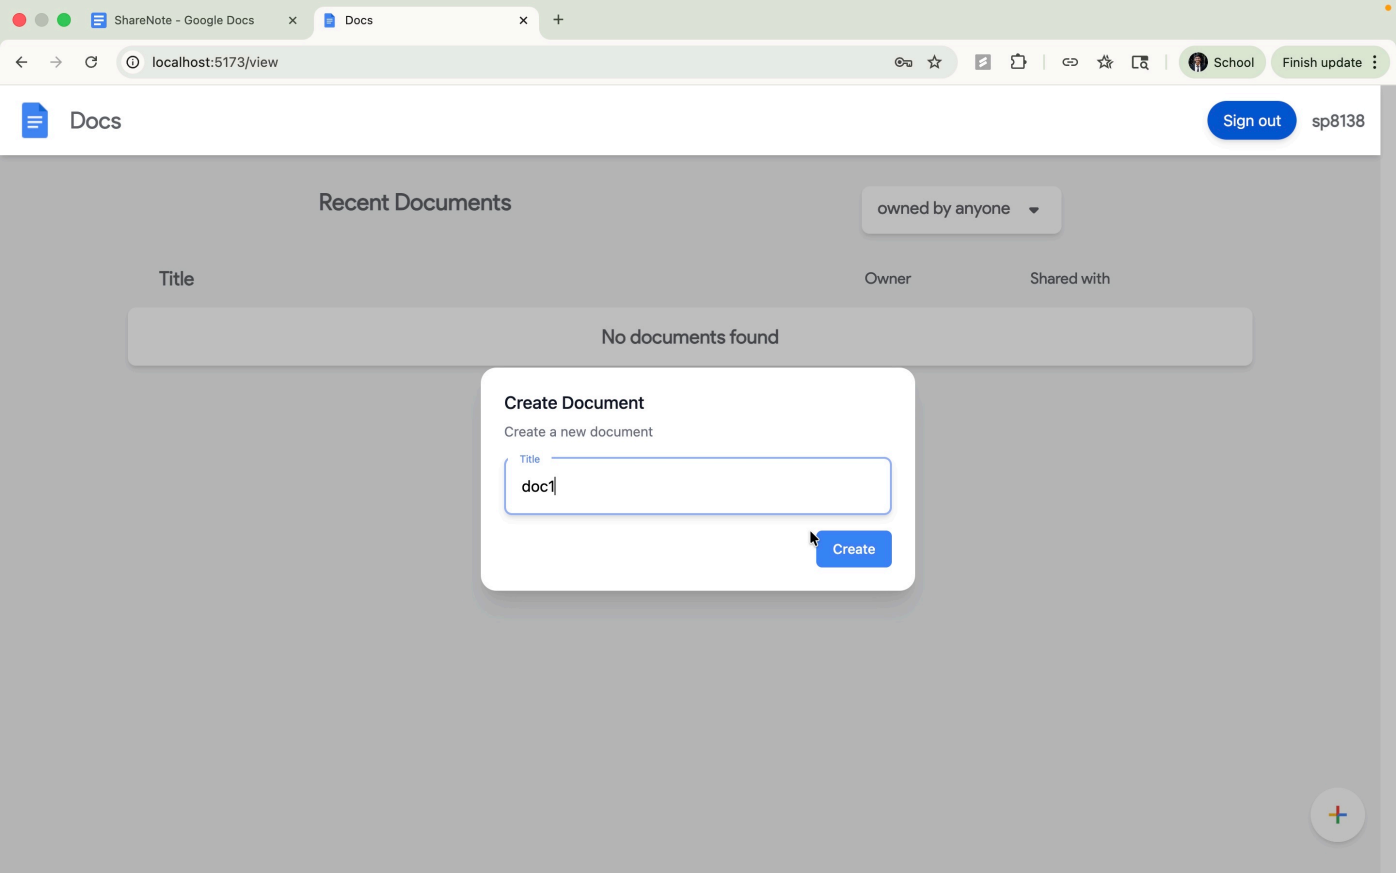 ShareNote - Google Docs
Docs
localhost:5173/view
School
Finish update
Docs
Sign out
sp8138
Recent Documents
owned by anyone
Title
Owner
Shared with
No documents found
Create Document
Create a new document
Title
doc1
Create